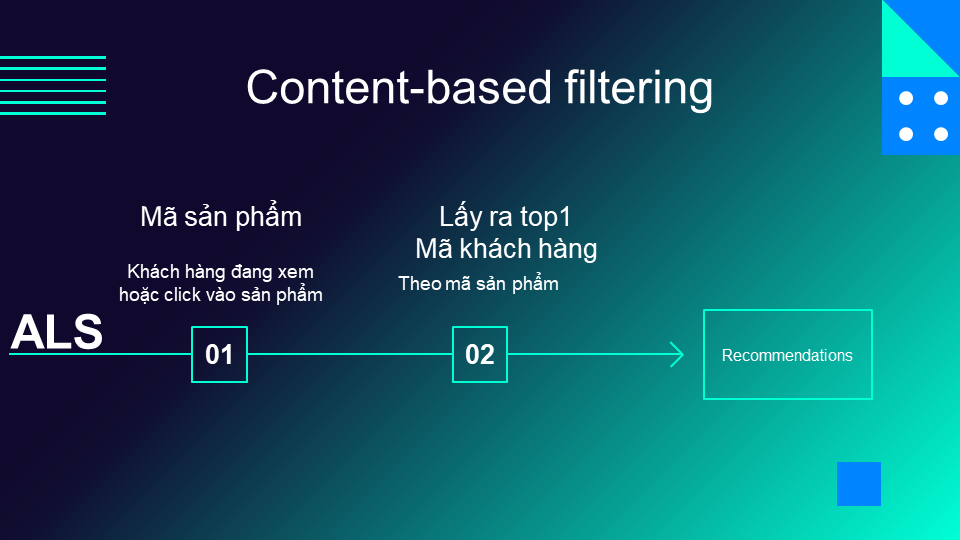 Content-based filtering
Mã sản phẩm
Khách hàng đang xem
hoặc click vào sản phẩm
Lấy ra top1
Mã khách hàng
Theo mã sản phẩm
ALS
01
02
Recommendations